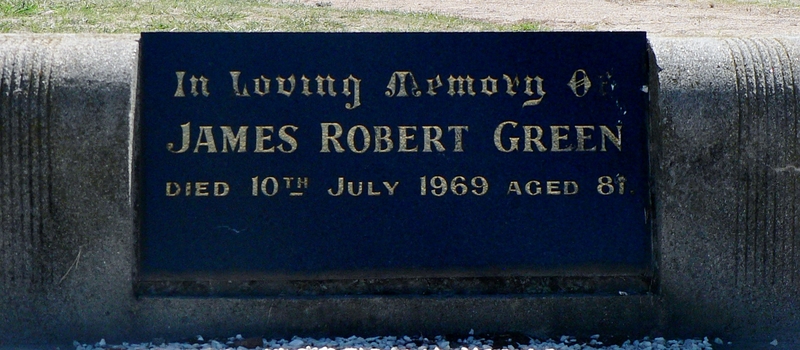 In Loving Memory Of
JAMES ROBERT GREEN
DIED 10TH JULY 1969 AGED 81.